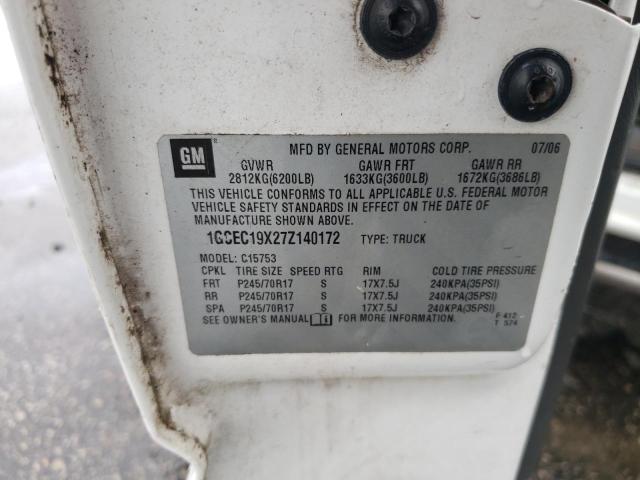 GM
MFD BY GENERAL MOTORS CORP. 07/06
GVWR GAWR FRT GAWR RR
2812KG(6200LB) 1633KG(3600LB) 1672KG(3686LB)
THIS VEHICLE CONFORMS TO ALL APPLICABLE U.S. FEDERAL MOTOR
VEHICLE SAFETY STANDARDS IN EFFECT ON THE DATE OF
MANUFACTURE SHOWN ABOVE.
1GCEC19X27Z140172 TYPE: TRUCK
MODEL: C15753
CPKL TIRE SIZE SPEED RTG RIM COLD TIRE PRESSURE
FRT P245/70R17 S 17X7.5J 240KPA(35PSI)
RR P245/70R17 S 17X7.5J 240KPA(35PSI)
SPA P245/70R17 S 17X7.5J 240KPA(35PSI)
SEE OWNER'S MANUAL FOR MORE INFORMATION.
F 412
T 574